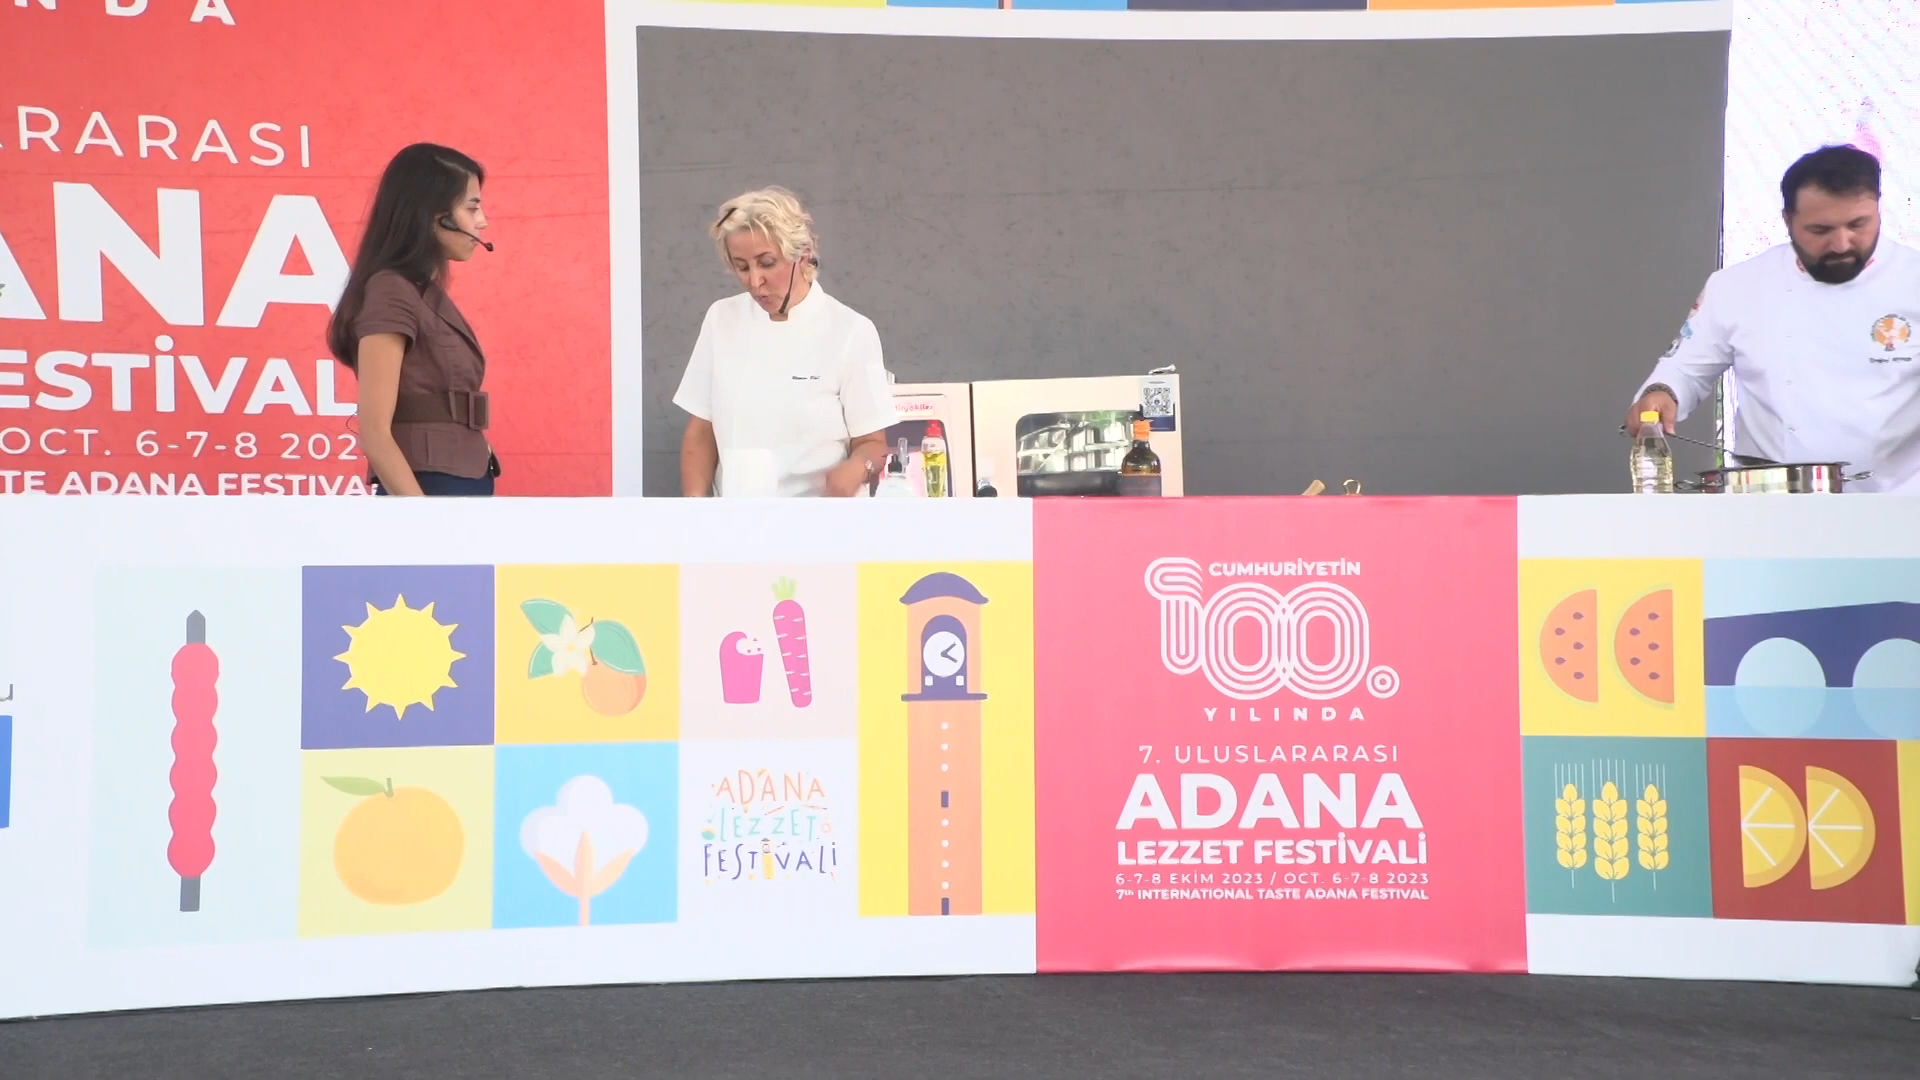 NDA
RARASI
ANA
ESTİVAL
OCT. 6-7-8 202
TE ADANA FESTIVA
CUMHURİYETİN
100.
YILINDA
7. ULUSLARARASI
ADANA
LEZZET FESTİVALİ
6-7-8 EKİM 2023 / OCT. 6-7-8 2023
7th INTERNATIONAL TASTE ADANA FESTIVAL
ADANA
LEZZET
FESTİVALİ